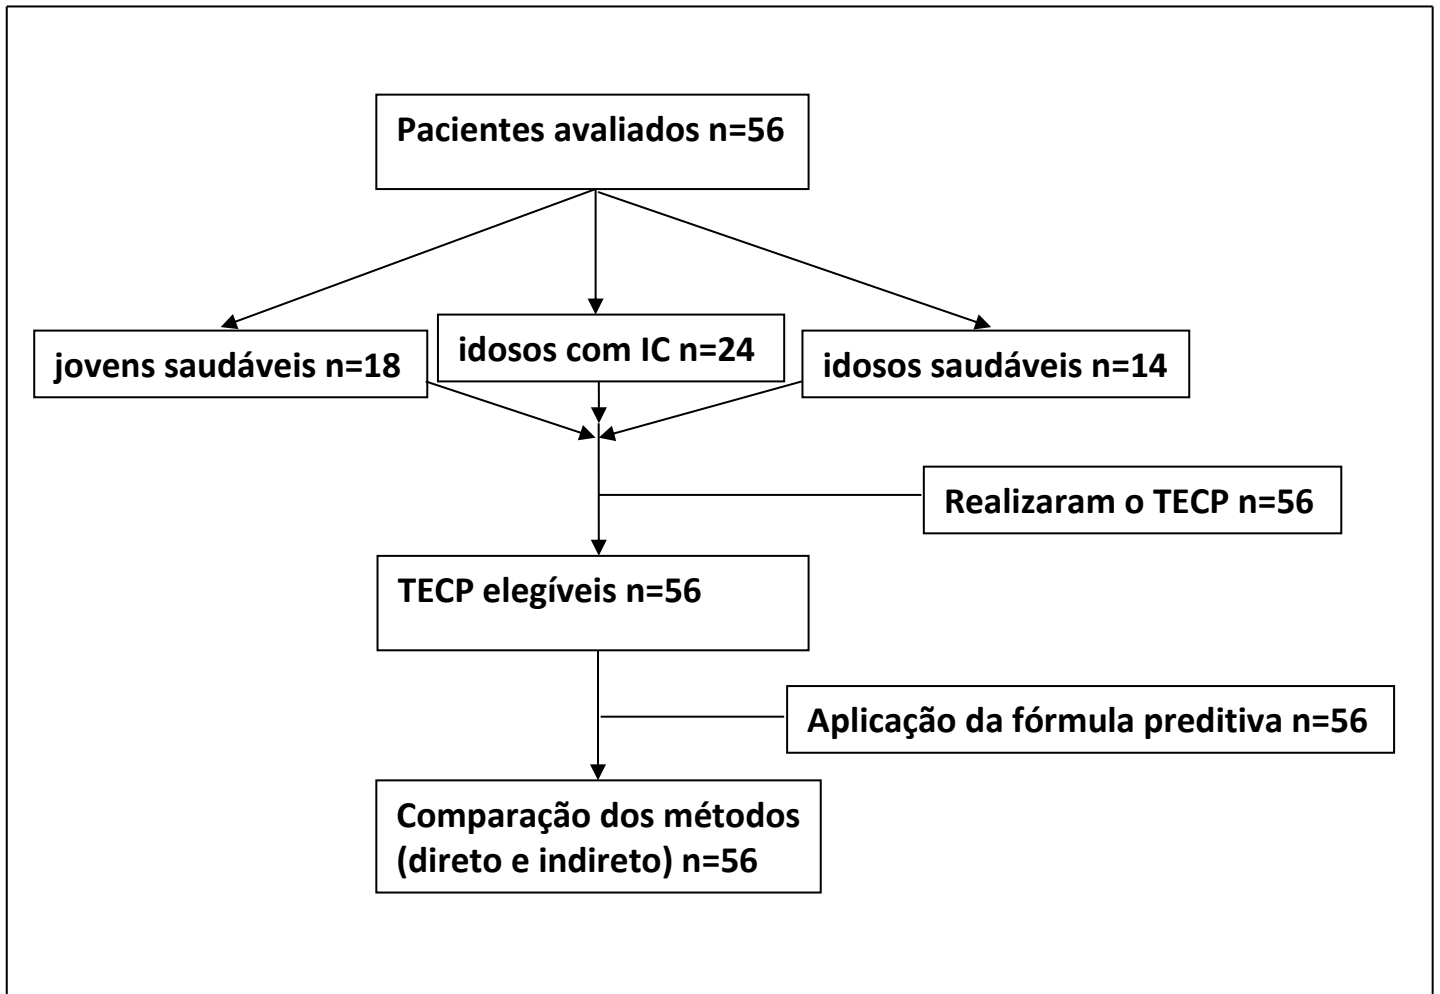 Pacientes avaliados n=56
jovens saudáveis n=18
idosos com IC n=24
idosos saudáveis n=14
Realizaram o TECP n=56
TECP elegíveis n=56
Aplicação da fórmula preditiva n=56
Comparação dos métodos
(direto e indireto) n=56